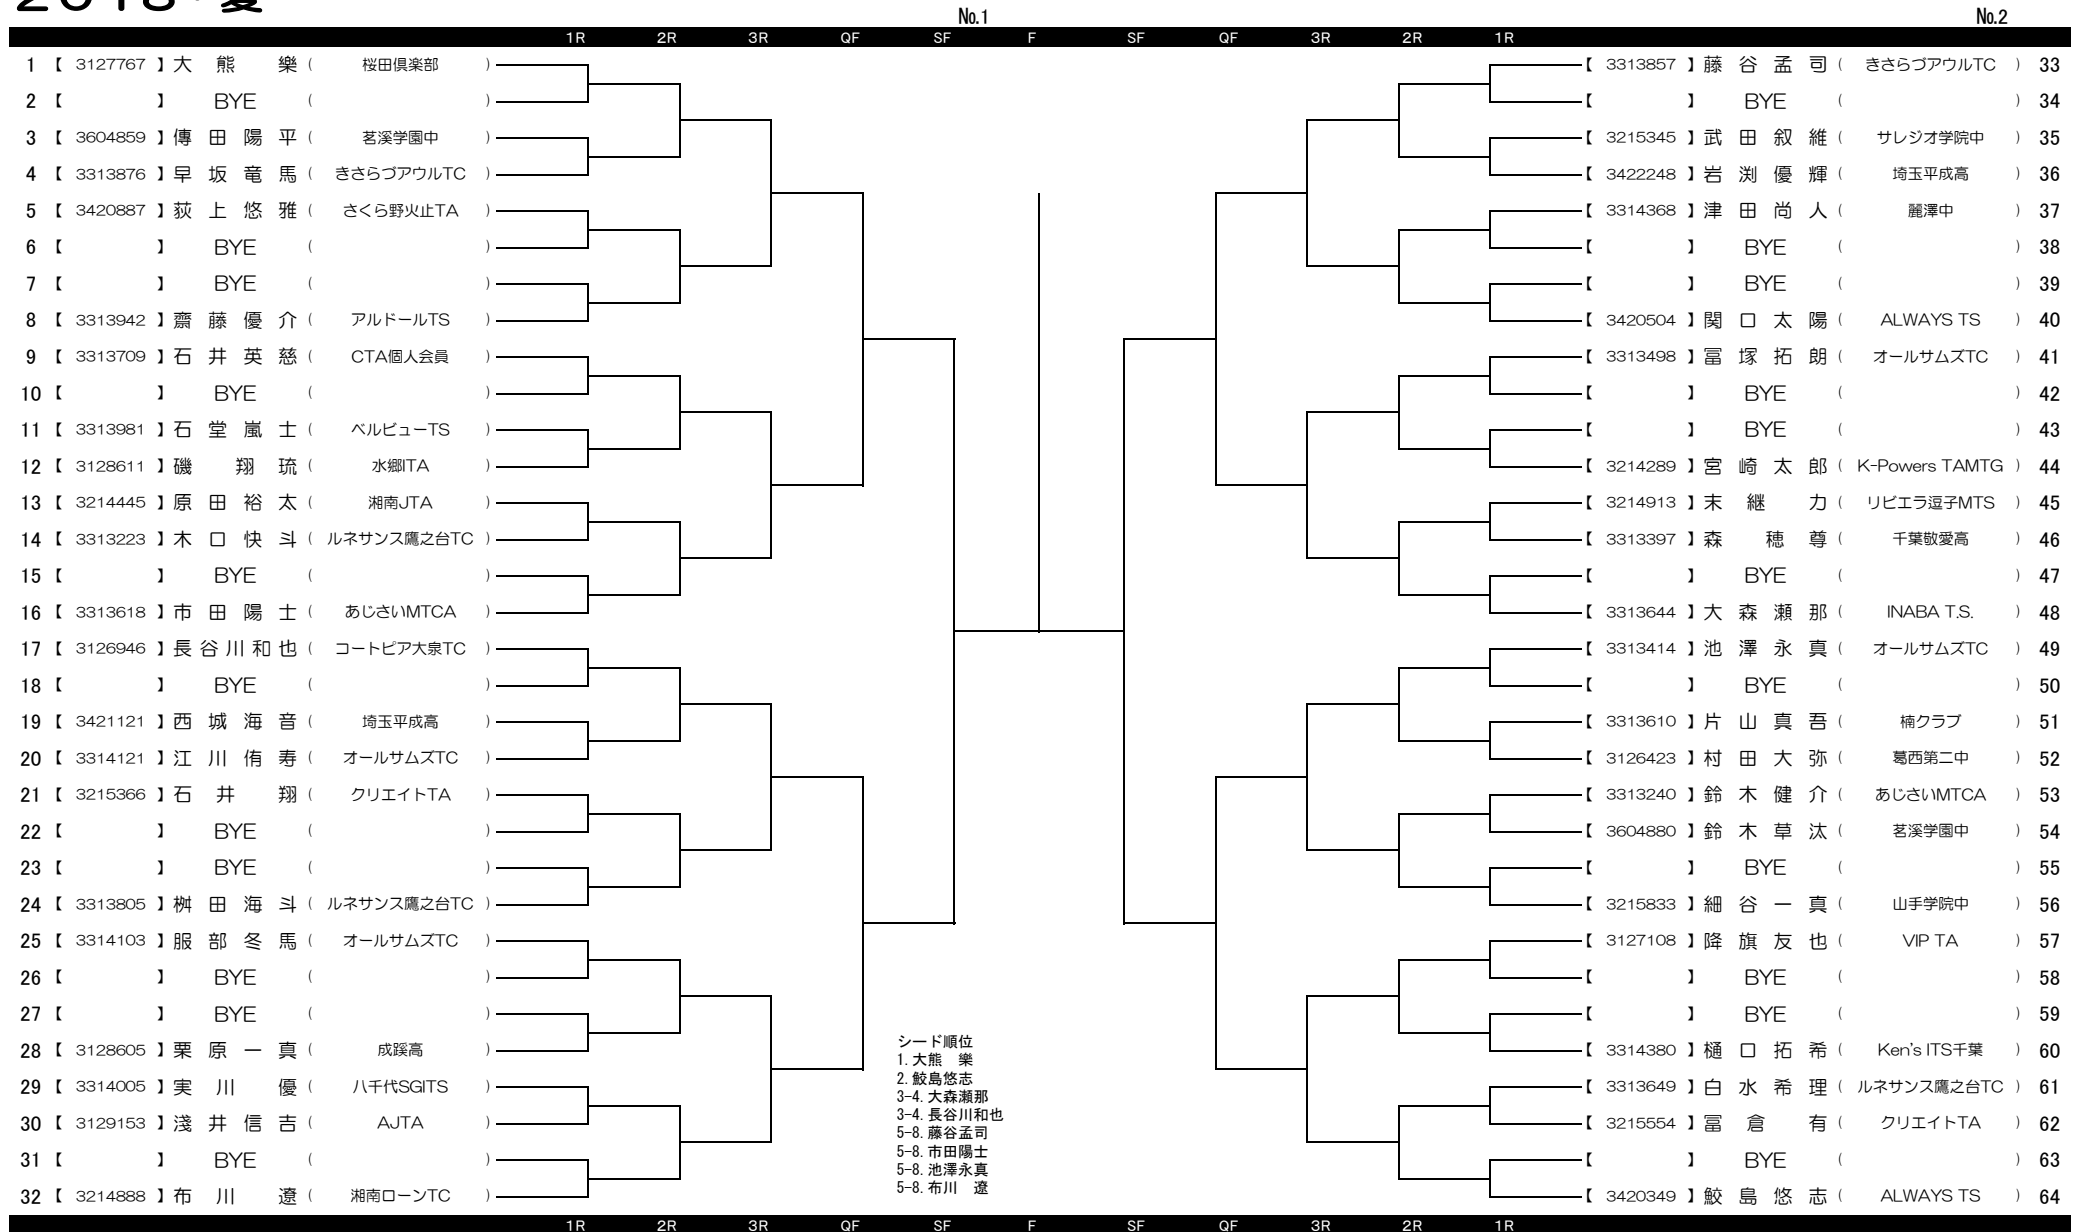 ２０１８・夏
№1
№2
1R 2R 3R QF SF F SF QF 3R 2R 1R
1 【 3127767 】 大熊 樂 ( 桜田倶楽部 )
2 【 】 BYE ( )
3 【 3604859 】 傳田陽平 ( 茗溪学園中 )
4 【 3313876 】 早坂竜馬 ( きさらづアウルTC )
5 【 3420887 】 荻上悠雅 ( さくら野火止TA )
6 【 】 BYE ( )
7 【 】 BYE ( )
8 【 3313942 】 齋藤優介 ( アルドールTS )
9 【 3313709 】 石井英慈 ( CTA個人会員 )
10 【 】 BYE ( )
11 【 3313981 】 石堂嵐士 ( ベルビューTS )
12 【 3128611 】 磯 翔琉 ( 水郷ITA )
13 【 3214445 】 原田裕太 ( 湘南JTA )
14 【 3313223 】 木口快斗 ( ルネサンス鷹之台TC )
15 【 】 BYE ( )
16 【 3313618 】 市田陽士 ( あじさいMTCA )
17 【 3126946 】 長谷川和也 ( コートピア大泉TC )
18 【 】 BYE ( )
19 【 3421121 】 西城海音 ( 埼玉平成高 )
20 【 3314121 】 江川侑寿 ( オールサムズTC )
21 【 3215366 】 石井 翔 ( クリエイトTA )
22 【 】 BYE ( )
23 【 】 BYE ( )
24 【 3313805 】 桝田海斗 ( ルネサンス鷹之台TC )
25 【 3314103 】 服部冬馬 ( オールサムズTC )
26 【 】 BYE ( )
27 【 】 BYE ( )
28 【 3128605 】 栗原一真 ( 成蹊高 )
29 【 3314005 】 実川 優 ( 八千代SGITS )
30 【 3129153 】 淺井信吉 ( AJTA )
31 【 】 BYE ( )
32 【 3214888 】 布川 遼 ( 湘南ローンTC )
【 3313857 】 藤谷孟司 ( きさらづアウルTC ) 33
【 】 BYE ( ) 34
【 3215345 】 武田叙維 ( サレジオ学院中 ) 35
【 3422248 】 岩渕優輝 ( 埼玉平成高 ) 36
【 3314368 】 津田尚人 ( 麗澤中 ) 37
【 】 BYE ( ) 38
【 】 BYE ( ) 39
【 3420504 】 関口太陽 ( ALWAYS TS ) 40
【 3313498 】 冨塚拓朗 ( オールサムズTC ) 41
【 】 BYE ( ) 42
【 】 BYE ( ) 43
【 3214289 】 宮崎太郎 ( K-Powers TAMTG ) 44
【 3214913 】 末継 力 ( リビエラ逗子MTS ) 45
【 3313397 】 森 穂尊 ( 千葉敬愛高 ) 46
【 】 BYE ( ) 47
【 3313644 】 大森瀬那 ( INABA T.S. ) 48
【 3313414 】 池澤永真 ( オールサムズTC ) 49
【 】 BYE ( ) 50
【 3313610 】 片山真吾 ( 楠クラブ ) 51
【 3126423 】 村田大弥 ( 葛西第二中 ) 52
【 3313240 】 鈴木健介 ( あじさいMTCA ) 53
【 3604880 】 鈴木草汰 ( 茗溪学園中 ) 54
【 】 BYE ( ) 55
【 3215833 】 細谷一真 ( 山手学院中 ) 56
【 3127108 】 降旗友也 ( VIP TA ) 57
【 】 BYE ( ) 58
【 】 BYE ( ) 59
【 3314380 】 樋口拓希 ( Ken's ITS千葉 ) 60
【 3313649 】 白水希理 ( ルネサンス鷹之台TC ) 61
【 3215554 】 冨倉 有 ( クリエイトTA ) 62
【 】 BYE ( ) 63
【 3420349 】 鮫島悠志 ( ALWAYS TS ) 64
シード順位
1. 大熊 樂
2. 鮫島悠志
3-4. 大森瀬那
3-4. 長谷川和也
5-8. 藤谷孟司
5-8. 市田陽士
5-8. 池澤永真
5-8. 布川 遼
1R 2R 3R QF SF F SF QF 3R 2R 1R